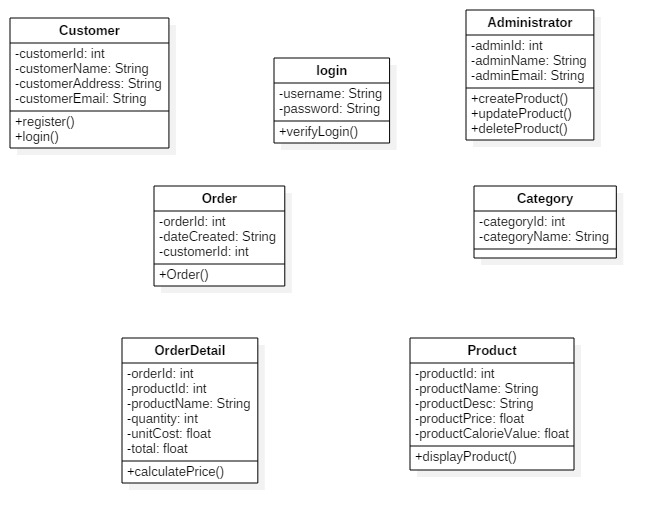 Customer
-customerId: int
-customerName: String
-customerAddress: String
-customerEmail: String
+register()
+login()
login
-username: String
-password: String
+verifyLogin()
Administrator
-adminId: int
-adminName: String
-adminEmail: String
+createProduct()
+updateProduct()
+deleteProduct()
Order
-orderId: int
-dateCreated: String
-customerId: int
+Order()
Category
-categoryId: int
-categoryName: String
OrderDetail
-orderId: int
-productId: int
-productName: String
-quantity: int
-unitCost: float
-total: float
+calculatePrice()
Product
-productId: int
-productName: String
-productDesc: String
-productPrice: float
-productCalorieValue: float
+displayProduct()